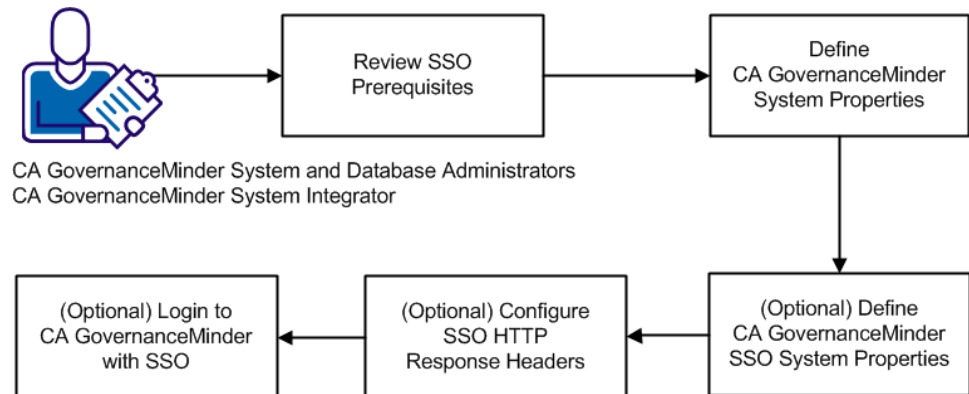 Review SSO
Prerequisites
Define
CA GovernanceMinder
System Properties
CA GovernanceMinder System and Database Administrators
CA GovernanceMinder System Integrator
(Optional) Define
CA GovernanceMinder
SSO System Properties
(Optional) Configure
SSO HTTP
Response Headers
(Optional) Login to
CA GovernanceMinder
with SSO